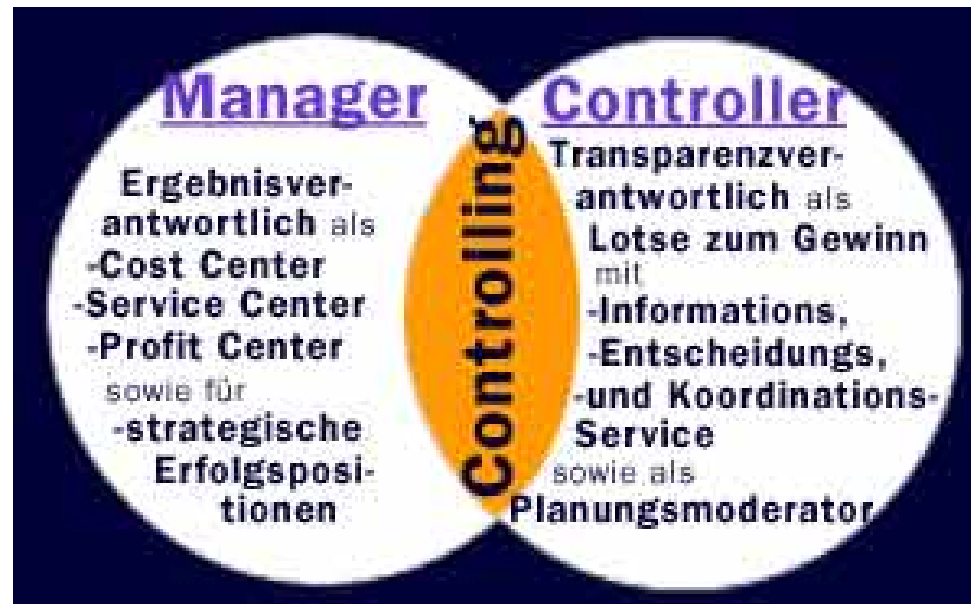 Manager
Ergebnisver-
antwortlich als
-Cost Center
-Service Center
-Profit Center
sowie für
-strategische
Erfolgsposi-
tionen
Controlling
Controller
Transparenzver-
antwortlich als
Lotse zum Gewinn
mit
-Informations,
-Entscheidungs,
-und Koordinations-
Service
sowie als
Planungsmoderator